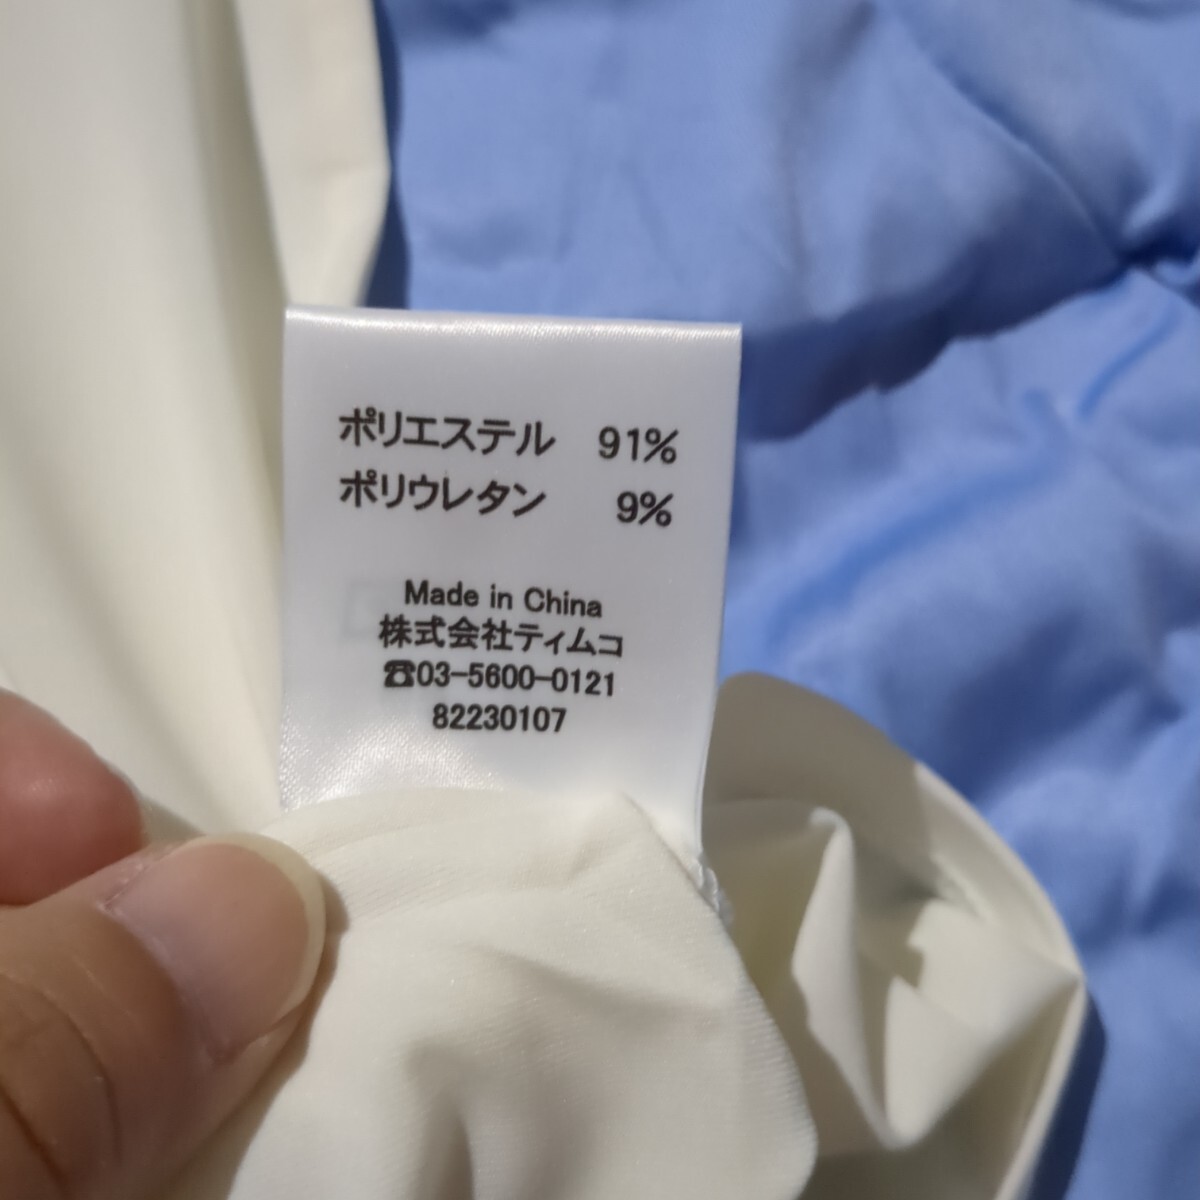 ポリエステル 91%
ポリウレタン 9%
Made in China
株式会社ティムコ
☎03-5600-0121
82230107